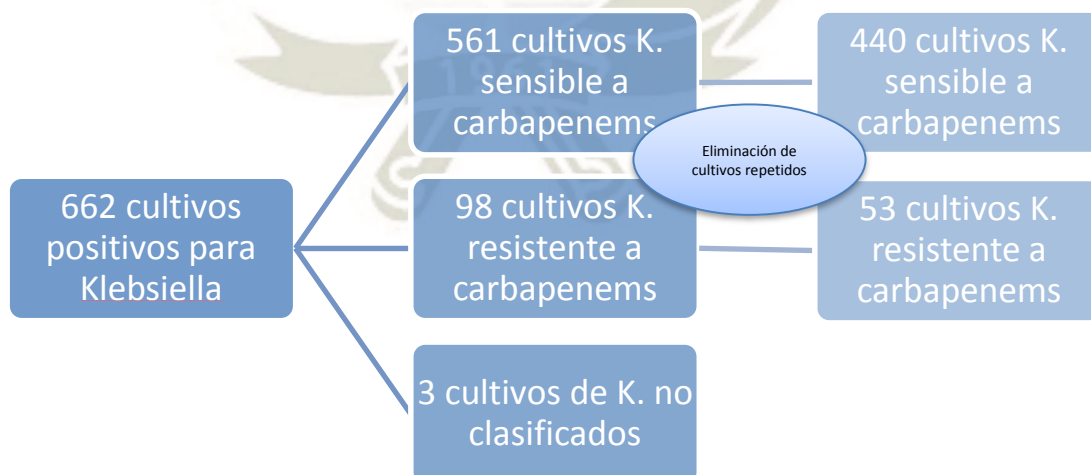 662 cultivos
positivos para
Klebsiella
561 cultivos K.
sensible a
carbapenems
98 cultivos K.
resistente a
carbapenems
3 cultivos de K. no
clasificados
Eliminación de
cultivos repetidos
440 cultivos K.
sensible a
carbapenems
53 cultivos K.
resistente a
carbapenems
1961